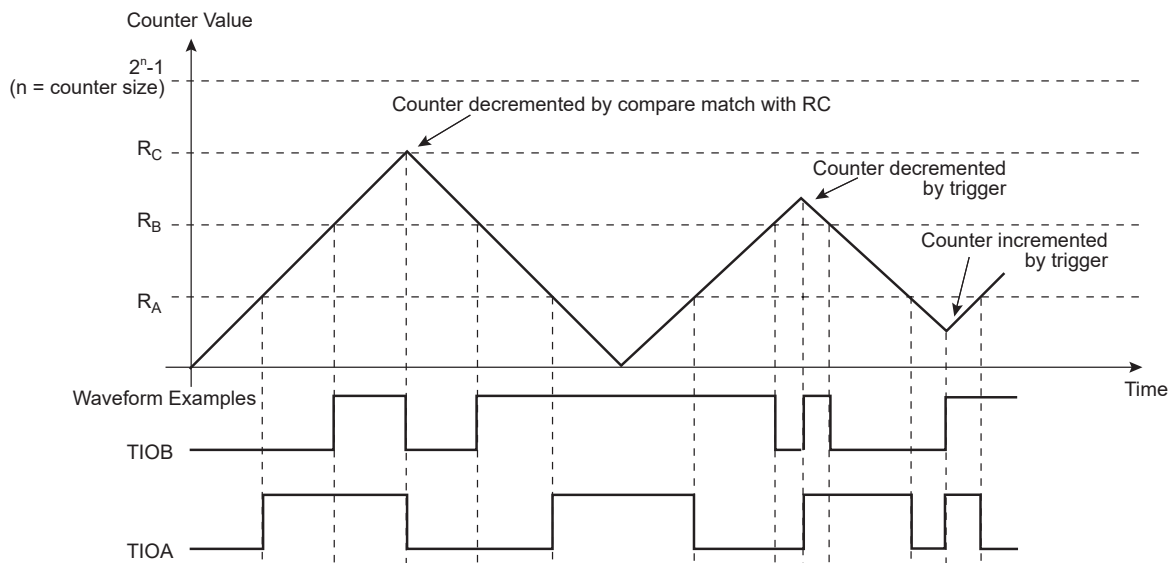 Counter Value
2ⁿ-1
(n = counter size)
Counter decremented by compare match with RC
R_C
Counter decremented
by trigger
R_B
Counter incremented
by trigger
R_A
Time
Waveform Examples
TIOB
TIOA